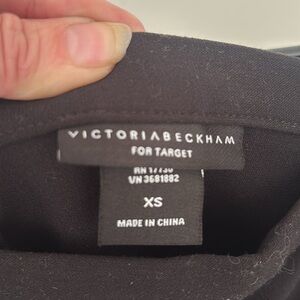 VICTORIABECKHAM
FOR TARGET
RN 17730
VN 3681882
XS
MADE IN CHINA